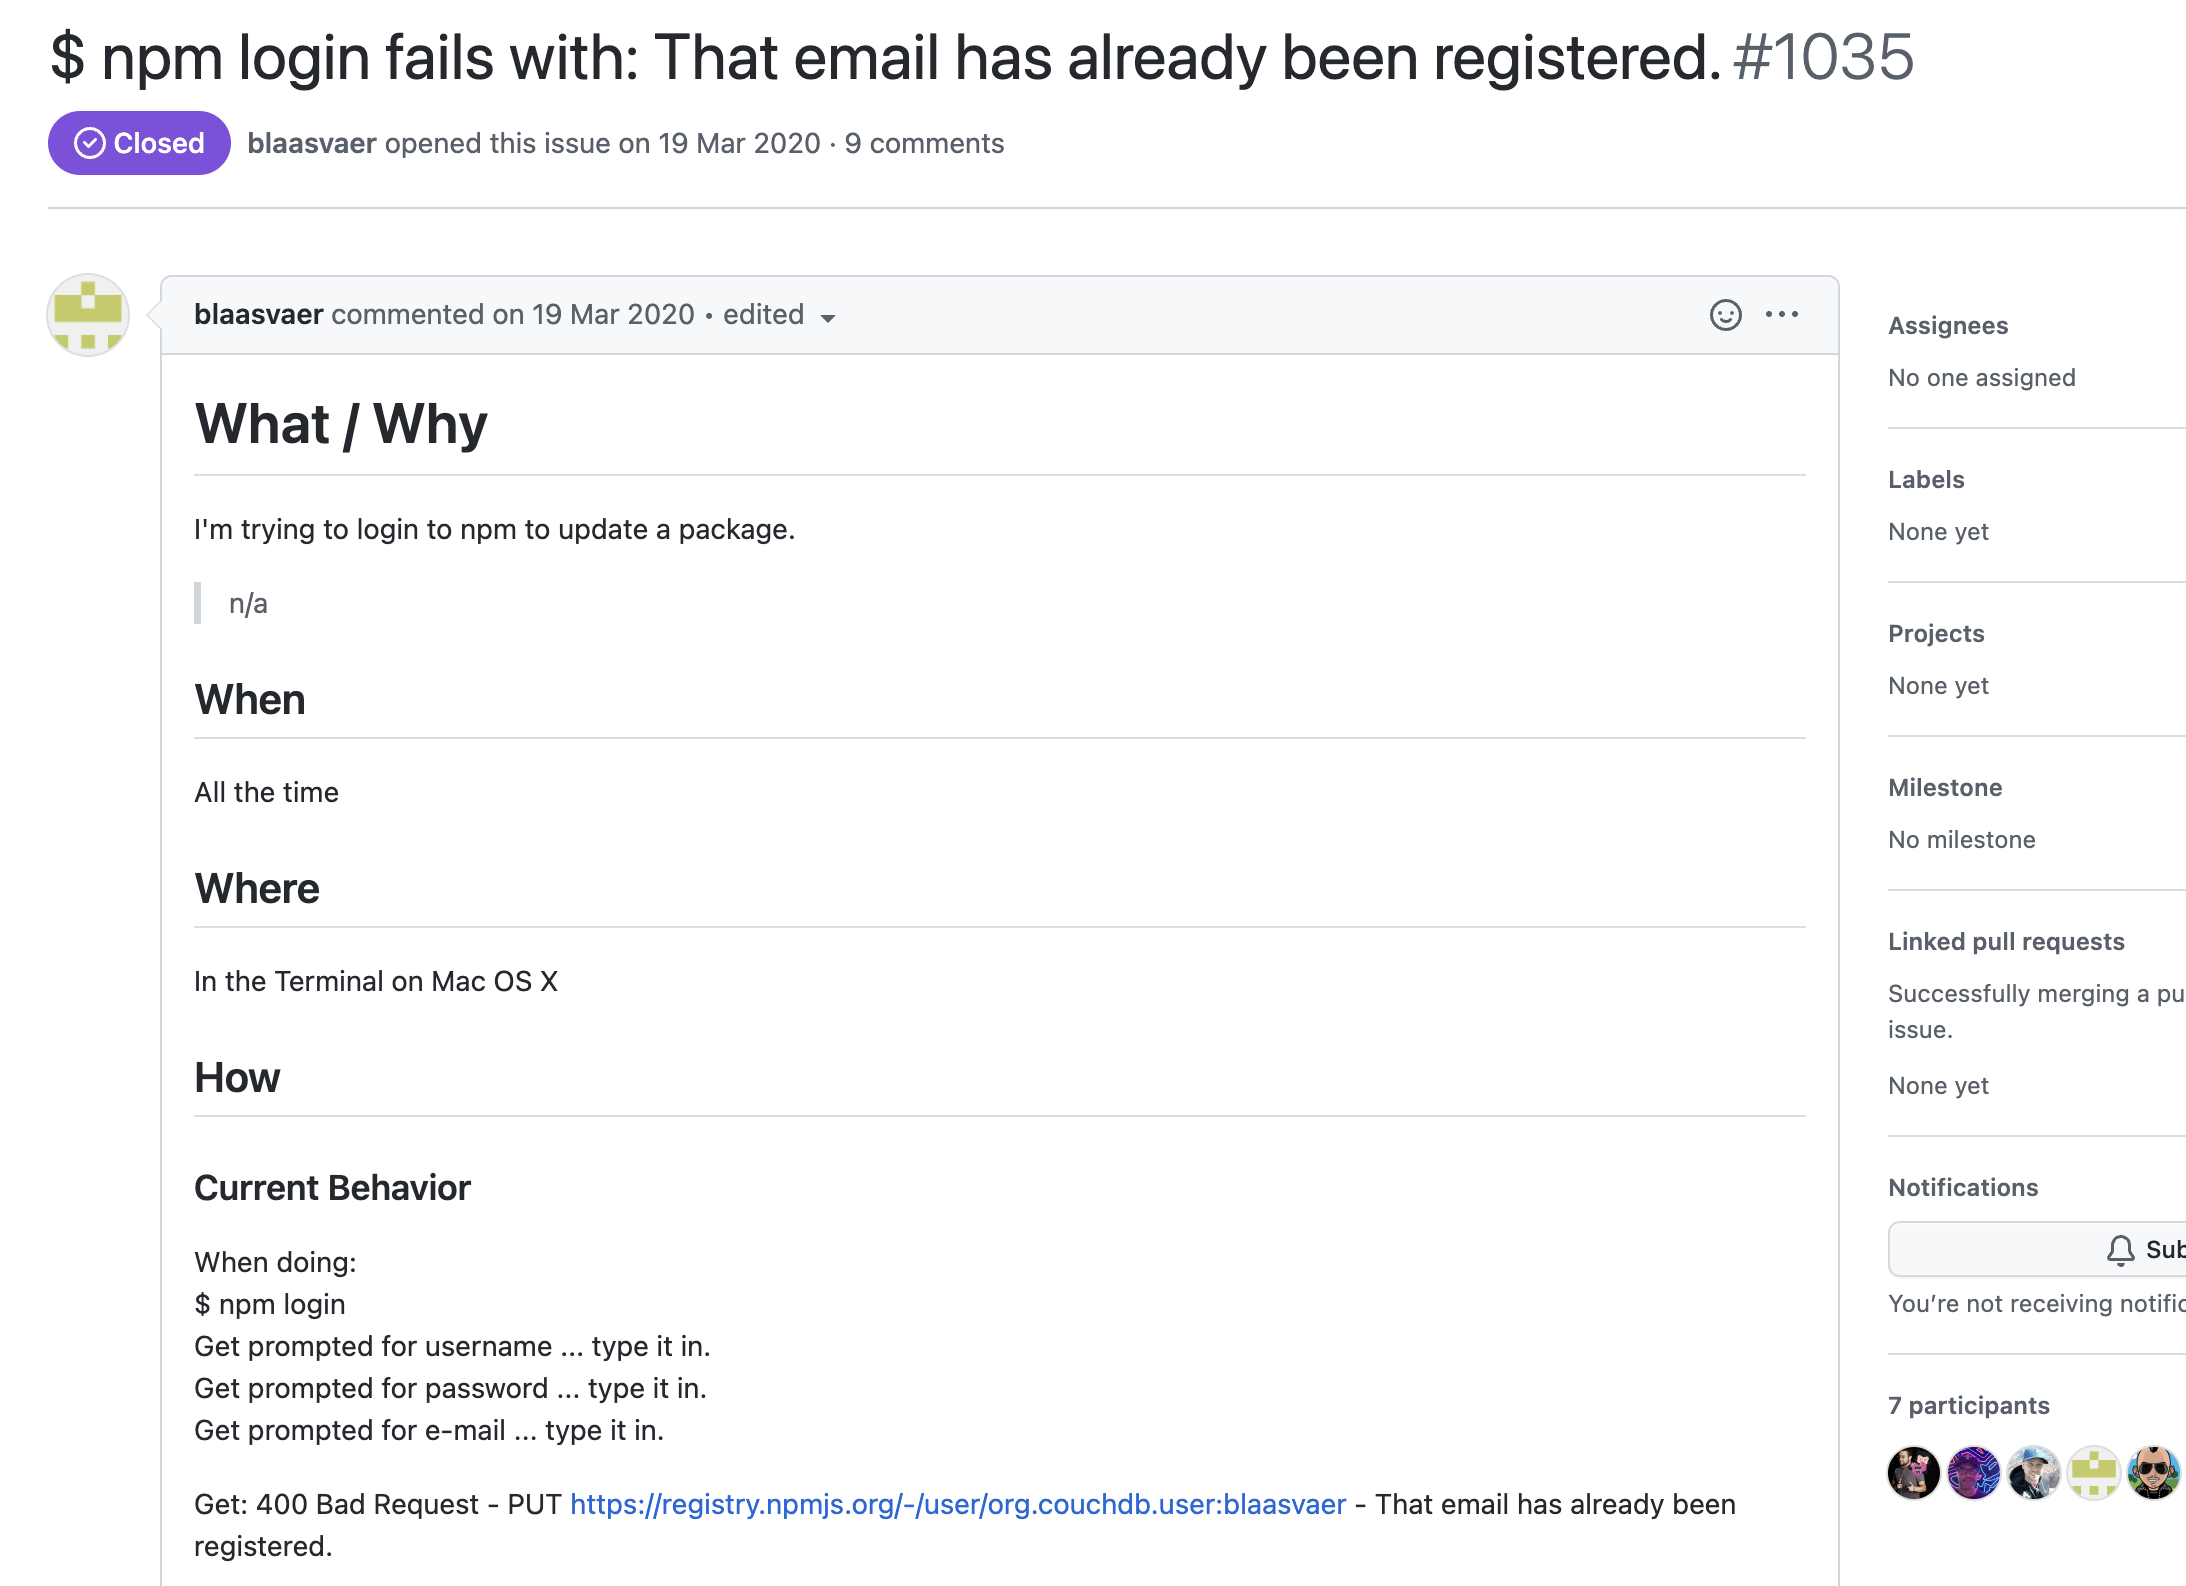 $ npm login fails with: That email has already been registered. #1035
Closed
blaasvaer opened this issue on 19 Mar 2020 · 9 comments
blaasvaer commented on 19 Mar 2020 • edited
What / Why
I'm trying to login to npm to update a package.
n/a
When
All the time
Where
In the Terminal on Mac OS X
How
Current Behavior
When doing:
$ npm login
Get prompted for username ... type it in.
Get prompted for password ... type it in.
Get prompted for e-mail ... type it in.
Get: 400 Bad Request - PUT https://registry.npmjs.org/-/user/org.couchdb.user:blaasvaer - That email has already been
registered.
Assignees
No one assigned
Labels
None yet
Projects
None yet
Milestone
No milestone
Linked pull requests
Successfully merging a pu
issue.
None yet
Notifications
Sub
You're not receiving notific
7 participants